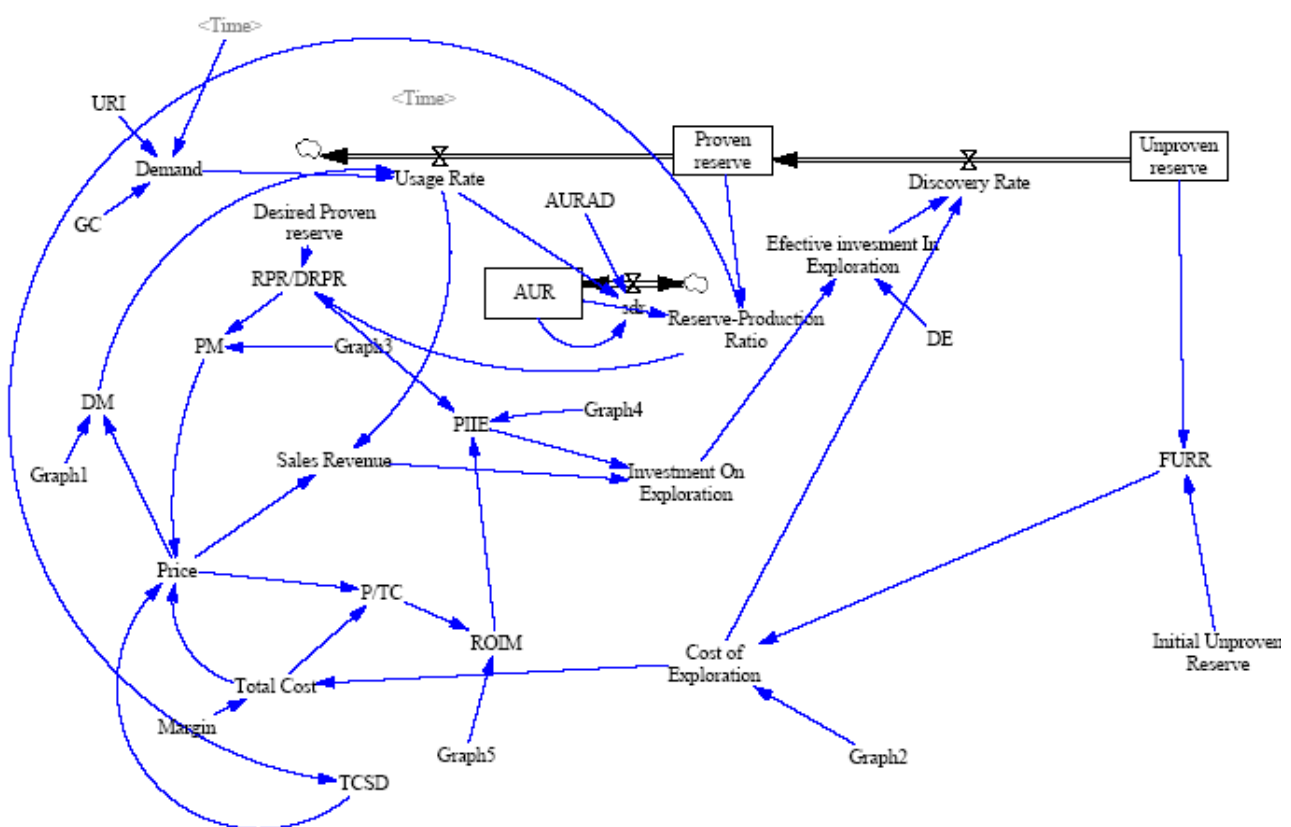 <Time>
<Time>
URI
Proven
reserve
Unproven
reserve
Demand
Usage Rate
Discovery Rate
AURAD
GC
Desired Proven
reserve
Efective invesment In
Exploration
RPR/DRPR
AUR
sdx
Reserve-Production
Ratio
DE
PM
Graph3
DM
Graph4
PIIE
Graph1
Sales Revenue
Investment On
Exploration
FURR
Price
P/TC
ROIM
Cost of
Exploration
Initial Unproven
Reserve
Total Cost
Margin
Graph5
Graph2
TCSD